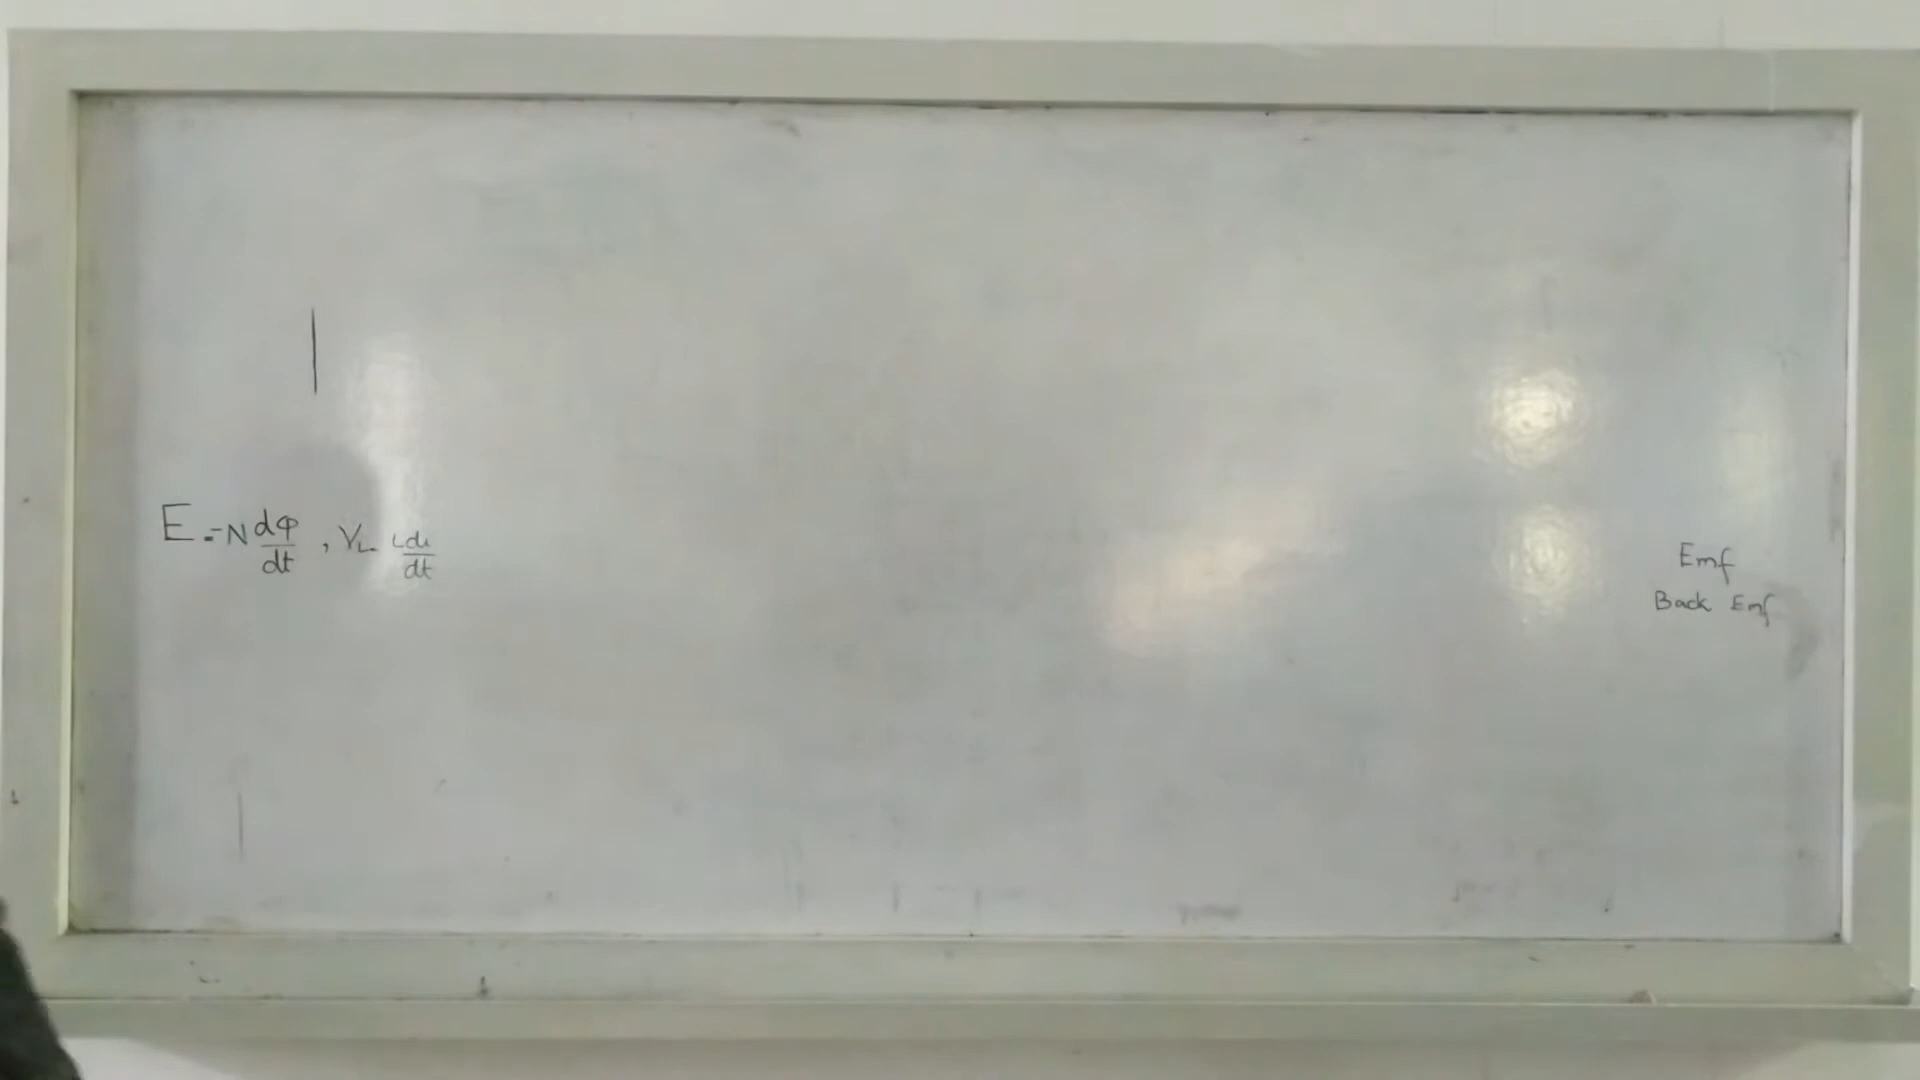 E = -N dφ/dt , V_L = L di/dt
Emf
Back Emf